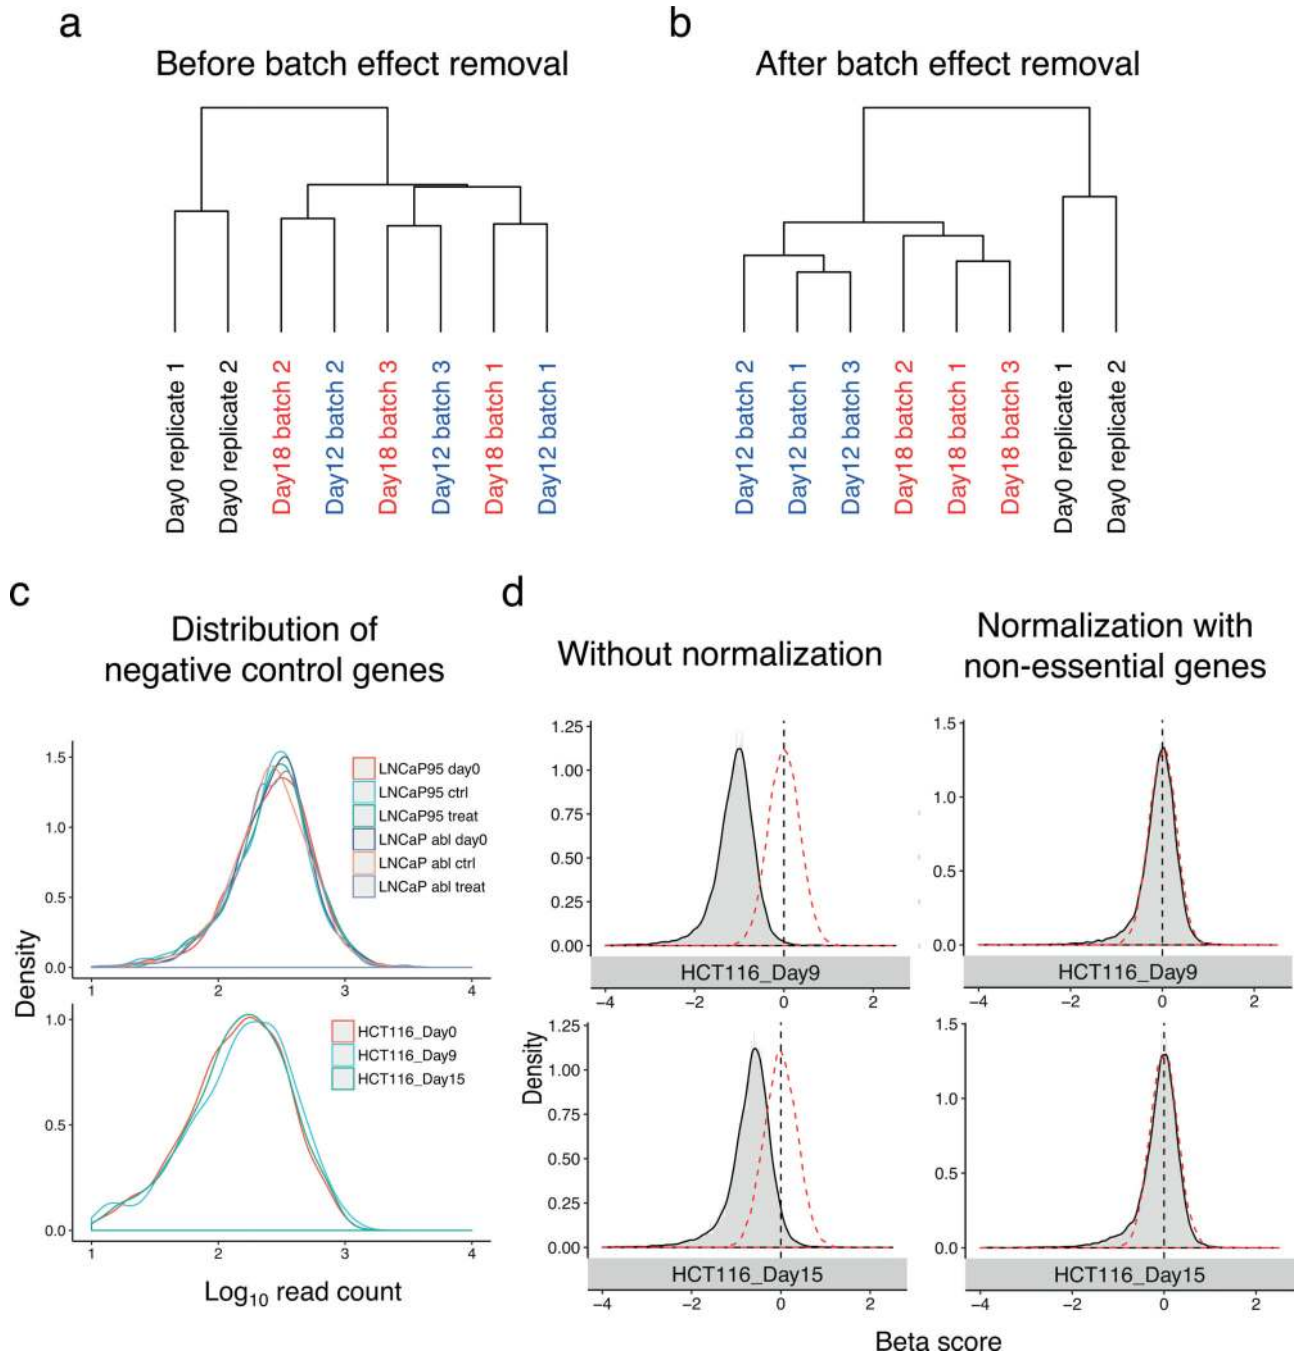 a
Before batch effect removal
Day0 replicate 1
Day0 replicate 2
Day18 batch 2
Day12 batch 2
Day18 batch 3
Day12 batch 3
Day18 batch 1
Day12 batch 1
b
After batch effect removal
Day12 batch 2
Day12 batch 1
Day12 batch 3
Day18 batch 2
Day18 batch 1
Day18 batch 3
Day0 replicate 1
Day0 replicate 2
c
Distribution of
negative control genes
Density
1.5
1.0
0.5
0.0
LNCaP95 day0
LNCaP95 ctrl
LNCaP95 treat
LNCaP abl day0
LNCaP abl ctrl
LNCaP abl treat
1 2 3 4
1.0
0.5
0.0
HCT116_Day0
HCT116_Day9
HCT116_Day15
1 2 3 4
Log₁₀ read count
d
Without normalization
Normalization with
non-essential genes
1.25
1.00
0.75
0.50
0.25
0.00
HCT116_Day9
−4 −2 0 2
1.5
1.0
0.5
0.0
HCT116_Day9
−4 −2 0 2
Density
1.25
1.00
0.75
0.50
0.25
0.00
HCT116_Day15
−4 −2 0 2
1.5
1.0
0.5
0.0
HCT116_Day15
−4 −2 0 2
Beta score